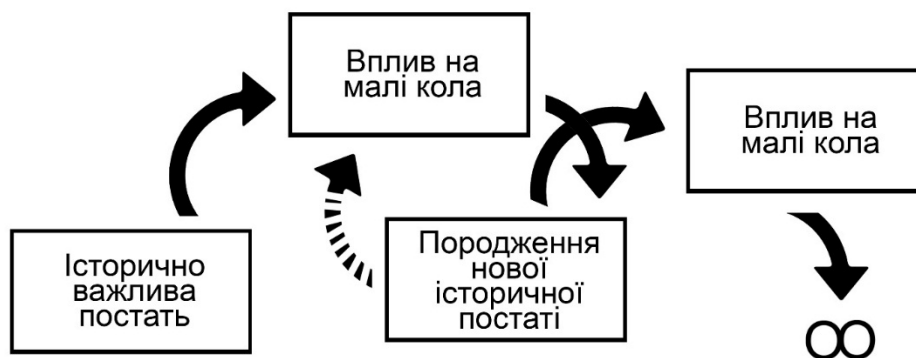 Вплив на
малі кола
Вплив на
малі кола
Історично
важлива
постать
Породження
нової
історичної
постаті
∞